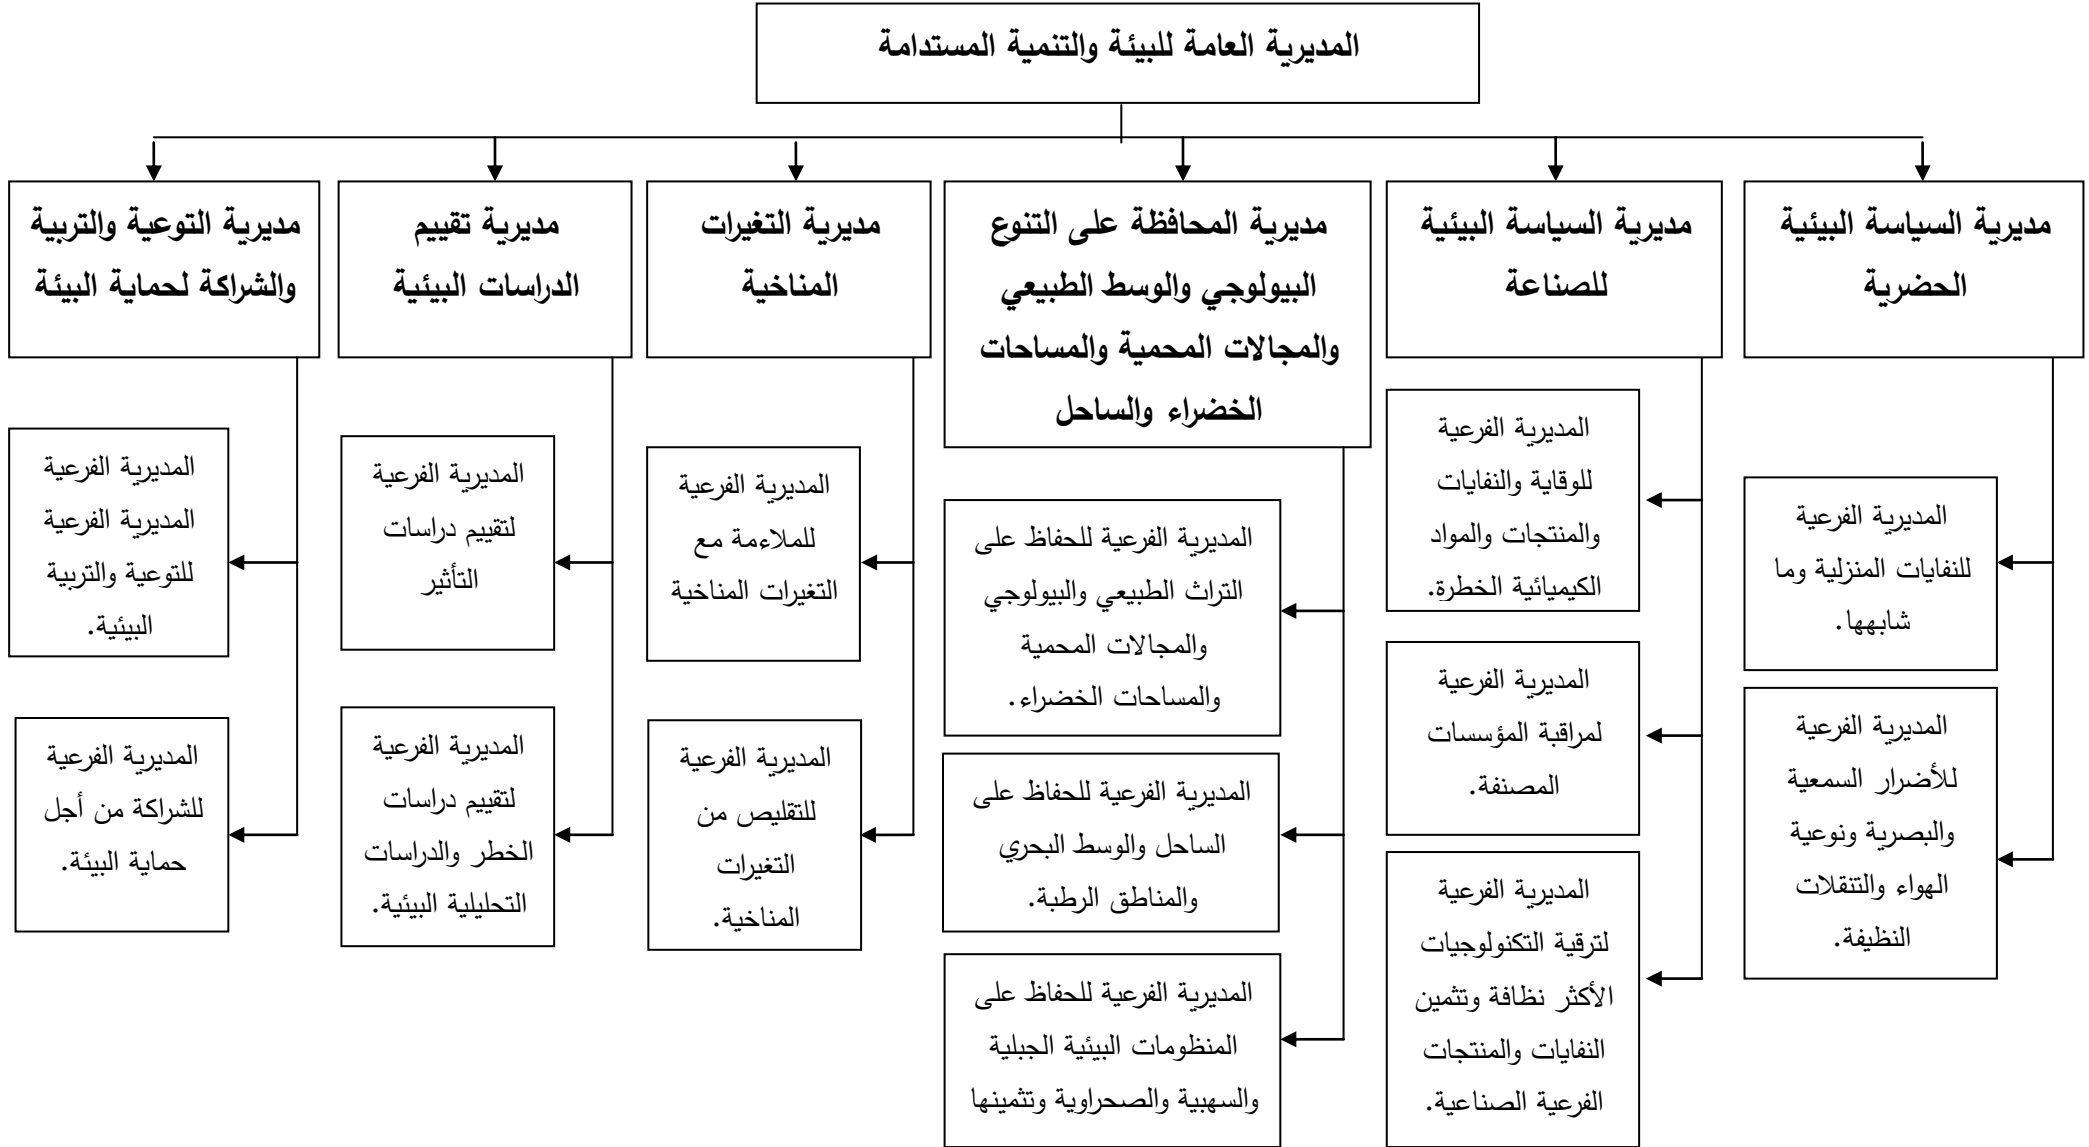 المديرية العامة للبيئة والتنمية المستدامة
مديرية السياسة البيئية
الحضرية
مديرية السياسة البيئية
للصناعة
مديرية المحافظة على التنوع
البيولوجي والوسط الطبيعي
والمجالات المحمية والمساحات
الخضراء والساحل
مديرية التغيرات
المناخية
مديرية تقييم
الدراسات البيئية
مديرية التوعية والتربية
والشراكة لحماية البيئة
المديرية الفرعية
للنفايات المنزلية وما
شابهها.
المديرية الفرعية
للأضرار السمعية
والبصرية ونوعية
الهواء والتنقلات
النظيفة.
المديرية الفرعية
للوقاية والنفايات
والمنتجات والمواد
الكيميائية الخطرة.
المديرية الفرعية
لمراقبة المؤسسات
المصنفة.
المديرية الفرعية
لترقية التكنولوجيات
الأكثر نظافة وتثمين
النفايات والمنتجات
الفرعية الصناعية.
المديرية الفرعية للحفاظ على
التراث الطبيعي والبيولوجي
والمجالات المحمية
والمساحات الخضراء.
المديرية الفرعية للحفاظ على
الساحل والوسط البحري
والمناطق الرطبة.
المديرية الفرعية للحفاظ على
المنظومات البيئية الجبلية
والسهبية والصحراوية وتثمينها
المديرية الفرعية
للملاءمة مع
التغيرات المناخية
المديرية الفرعية
للتقليص من
التغيرات
المناخية.
المديرية الفرعية
لتقييم دراسات
التأثير
المديرية الفرعية
لتقييم دراسات
الخطر والدراسات
التحليلية البيئية.
المديرية الفرعية
المديرية الفرعية
للتوعية والتربية
البيئية.
المديرية الفرعية
للشراكة من أجل
حماية البيئة.